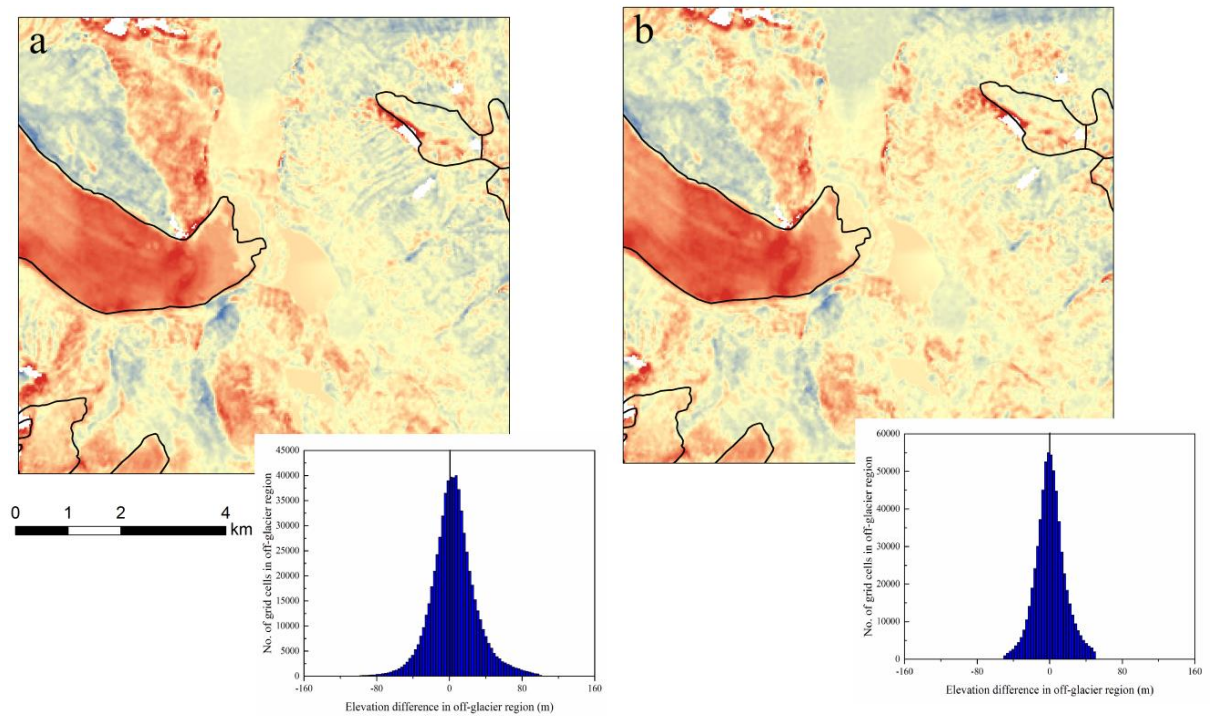 a
b
0 1 2 4
km
45000
40000
35000
30000
25000
20000
15000
10000
5000
0
-160 -80 0 80 160
No. of grid cells in off-glacier region
Elevation difference in off-glacier region (m)
60000
50000
40000
30000
20000
10000
0
-160 -80 0 80 160
No. of grid cells in off-glacier region
Elevation difference in off-glacier region (m)